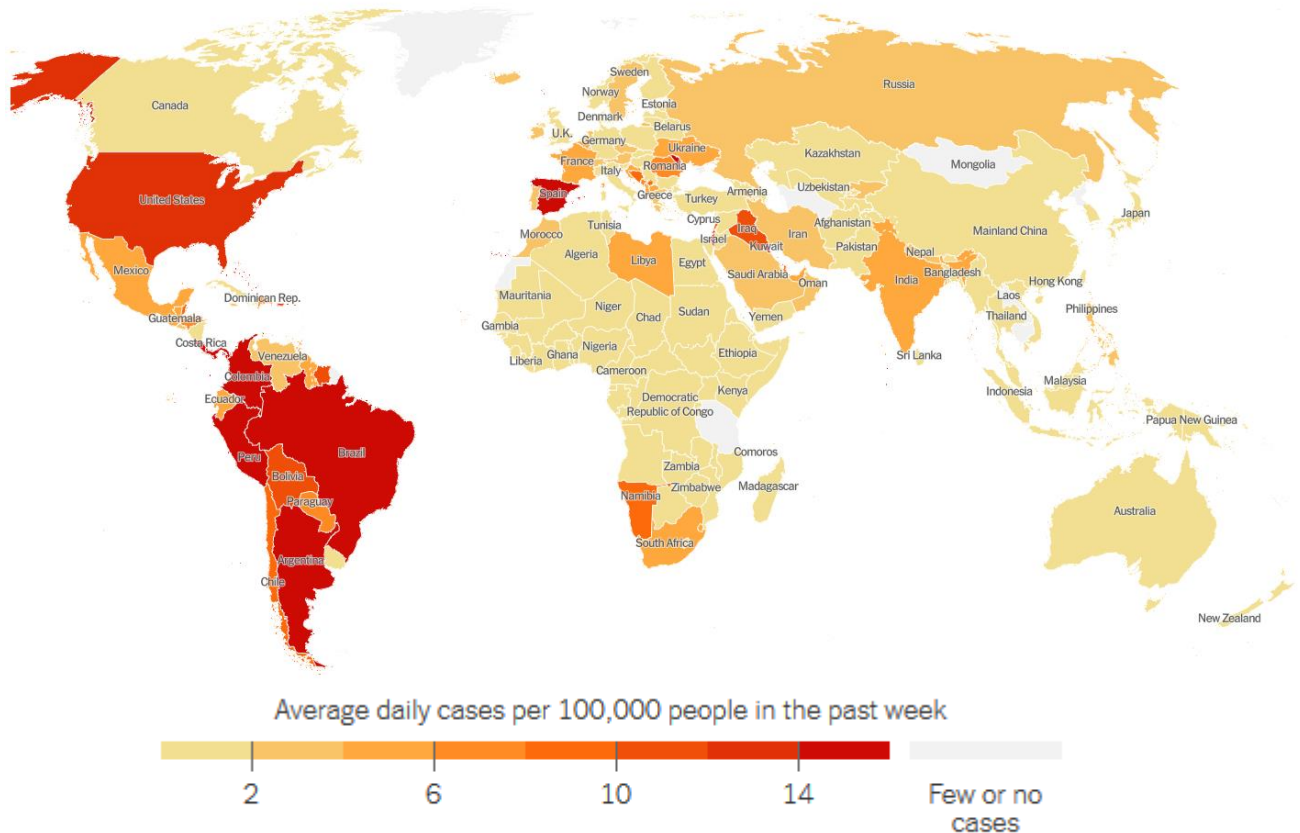 Sweden
Russia
Norway
Canada
Estonia
Denmark
Belarus
U.K.
Germany
Ukraine
Kazakhstan
France
Romania
Mongolia
Italy
Spain
Uzbekistan
United States
Greece
Armenia
Turkey
Japan
Cyprus
Afghanistan
Tunisia
Mainland China
Morocco
Israel
Iraq
Iran
Algeria
Kuwait
Pakistan
Nepal
Libya
Egypt
Mexico
Saudi Arabia
Bangladesh
India
Hong Kong
Oman
Mauritania
Laos
Dominican Rep.
Niger
Philippines
Sudan
Thailand
Guatemala
Chad
Yemen
Gambia
Costa Rica
Nigeria
Ethiopia
Venezuela
Ghana
Sri Lanka
Liberia
Cameroon
Colombia
Malaysia
Kenya
Indonesia
Ecuador
Democratic
Republic of Congo
Papua New Guinea
Peru
Brazil
Comoros
Zambia
Bolivia
Zimbabwe
Madagascar
Namibia
Paraguay
Australia
South Africa
Argentina
Chile
New Zealand
Average daily cases per 100,000 people in the past week
2 6 10 14 Few or no
cases